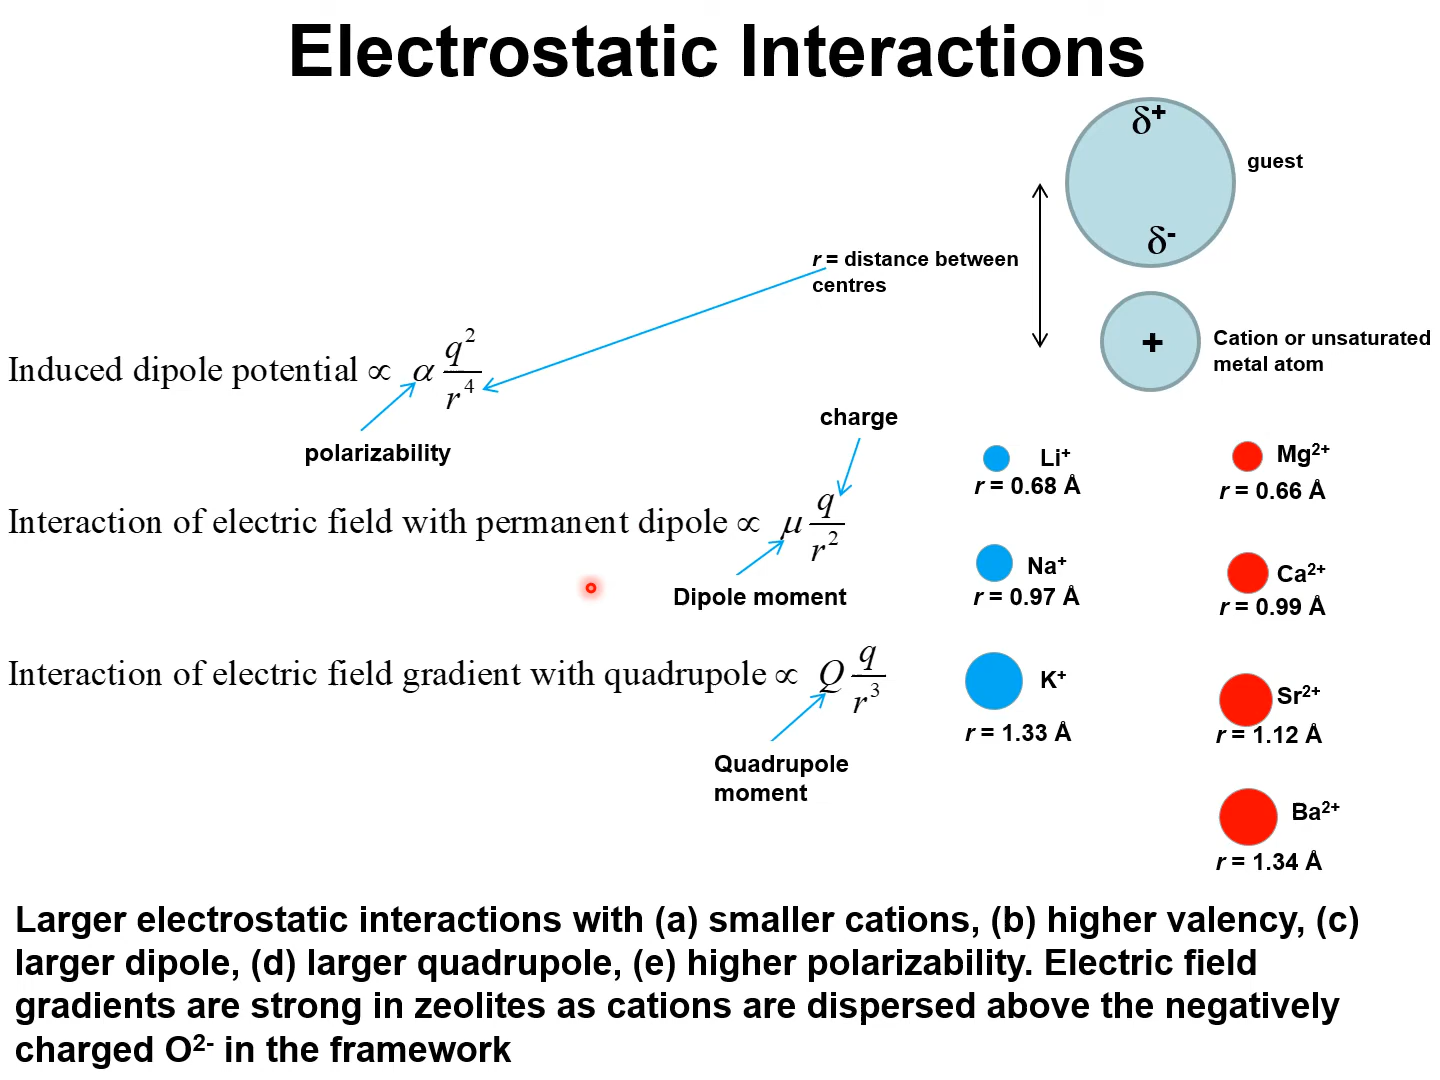 Electrostatic Interactions
δ+
guest
δ-
r = distance between
centres
+
Cation or unsaturated
metal atom
Induced dipole potential ∝ α q²/r⁴
polarizability
charge
Interaction of electric field with permanent dipole ∝ μ q/r²
Dipole moment
Interaction of electric field gradient with quadrupole ∝ Q q/r³
Quadrupole
moment
Li+
r = 0.68 Å
Mg2+
r = 0.66 Å
Na+
r = 0.97 Å
Ca2+
r = 0.99 Å
K+
r = 1.33 Å
Sr2+
r = 1.12 Å
Ba2+
r = 1.34 Å
Larger electrostatic interactions with (a) smaller cations, (b) higher valency, (c)
larger dipole, (d) larger quadrupole, (e) higher polarizability. Electric field
gradients are strong in zeolites as cations are dispersed above the negatively
charged O2- in the framework